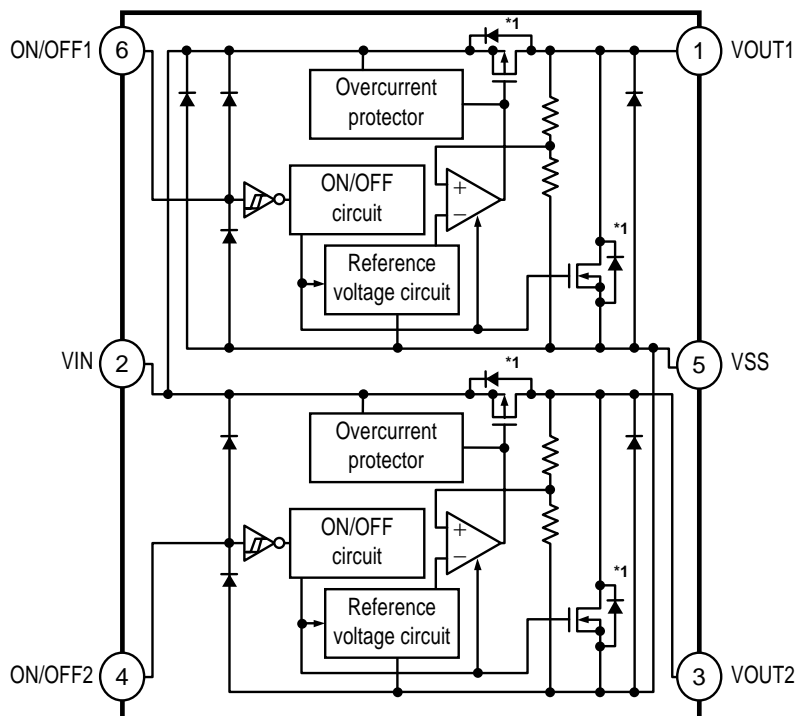 ON/OFF1
6
*1
1
VOUT1
Overcurrent
protector
ON/OFF
circuit
+
−
*1
Reference
voltage circuit
VIN
2
5
VSS
*1
Overcurrent
protector
ON/OFF
circuit
+
−
*1
Reference
voltage circuit
ON/OFF2
4
3
VOUT2